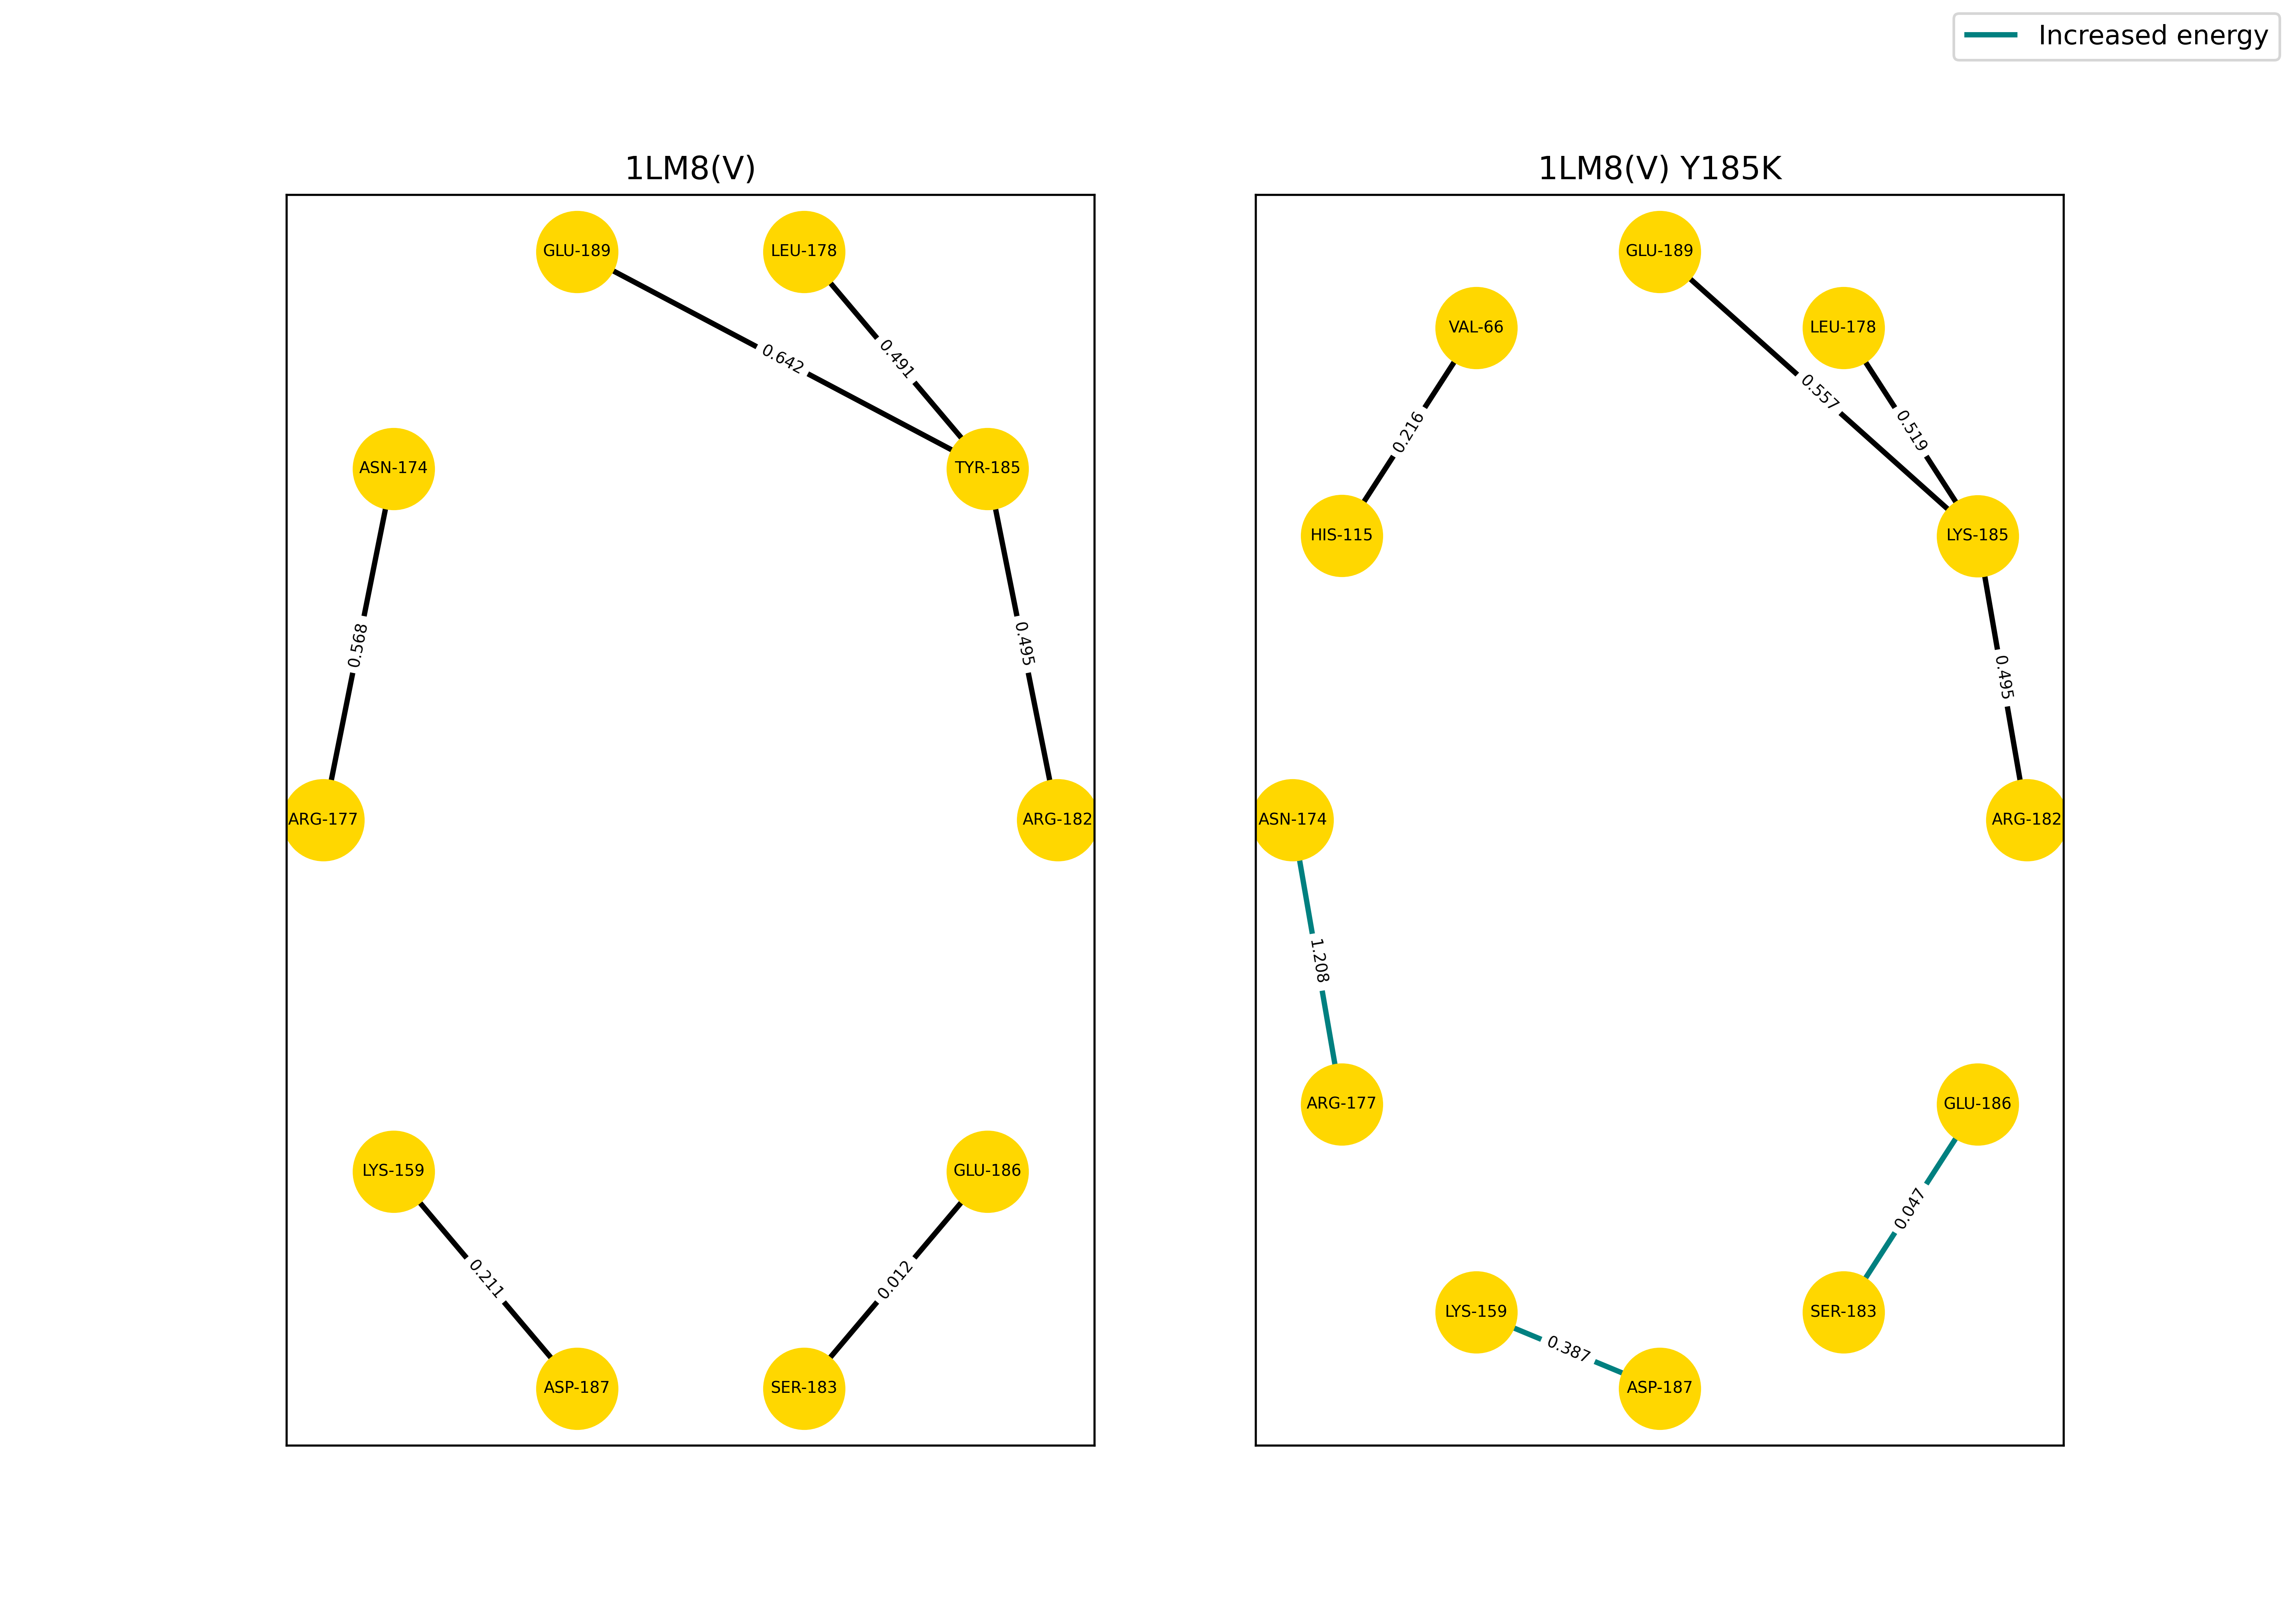 Increased energy
1LM8(V)
GLU-189
LEU-178
0.642
0.491
ASN-174
TYR-185
0.568
0.495
ARG-177
ARG-182
LYS-159
GLU-186
0.211
0.012
ASP-187
SER-183
1LM8(V) Y185K
GLU-189
VAL-66
LEU-178
0.557
0.519
0.216
HIS-115
LYS-185
0.495
ASN-174
ARG-182
1.208
ARG-177
GLU-186
0.047
LYS-159
SER-183
0.387
ASP-187